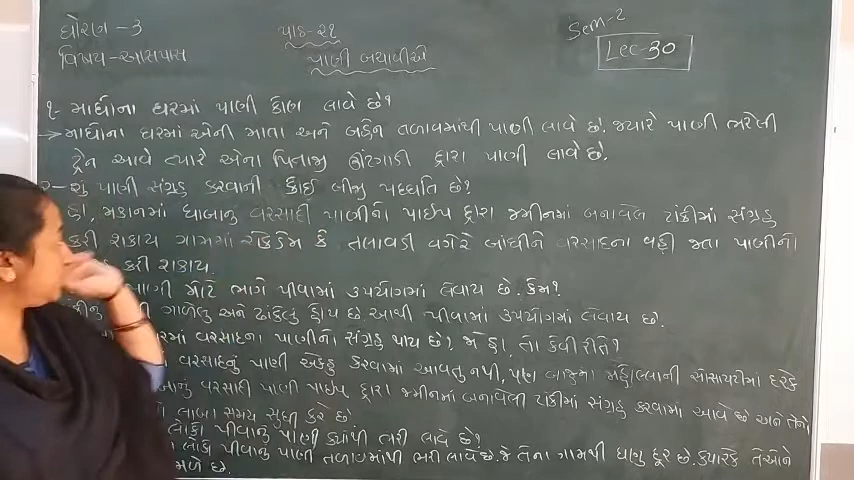 ધોરણ - ૩
પાઠ - ૨૧
Sem-2
વિષય - આસપાસ
પાણી બચાવીએ
Lec-30
૧- માધોના ઘરમાં પાણી કોણ લાવે છે?
→ માધોના ઘરમાં એની માતા અને બહેન તળાવમાંથી પાણી લાવે છે. જ્યારે પાણી ભરેલી
ટ્રેન આવે ત્યારે એના પિતાજી ઊંટગાડી દ્વારા પાણી લાવે છે.
૨- શું પાણી સંગ્રહ કરવાની કોઈ બીજી પદ્ધતિ છે?
હા, મકાનમાં ધાબાનું વરસાદી પાણીના પાઈપ દ્વારા જમીનમાં બનાવેલ ટાંકીમાં સંગ્રહ
કરી શકાય ગામમાં ચેકડેમ કે તલાવડી વગેરે બાંધીને વરસાદના વહી જતા પાણીનો
કરી શકાય.
પાણી મોટે ભાગે પીવામાં ઉપયોગમાં લેવાય છે. કેમ?
ગાળેલુ અને ઢાંકેલુ હોય છે આથી પીવામાં ઉપયોગમાં લેવાય છે.
વરસાદના પાણીનો સંગ્રહ થાય છે? જો હા, તો કેવી રીતે?
વરસાદનું પાણી એકઠુ કરવામાં આવતુ નથી, પણ બાજુના મહોલ્લાની સોસાયટીમાં દરેક
વરસાદી પાણી પાઈપ દ્વારા જમીનમાં બનાવેલી ટાંકીમાં સંગ્રહ કરવામાં આવે છે અને તેનો
લાંબા સમય સુધી કરે છે
લોકો પીવાનુ પાણી ક્યાંથી ભરી લાવે છે?
લોકો પીવાનુ પાણી તળાવમાંથી ભરી લાવે છે. જે તેના ગામથી ઘણુ દૂર છે. ક્યારેક તેઓને
મળે છે.